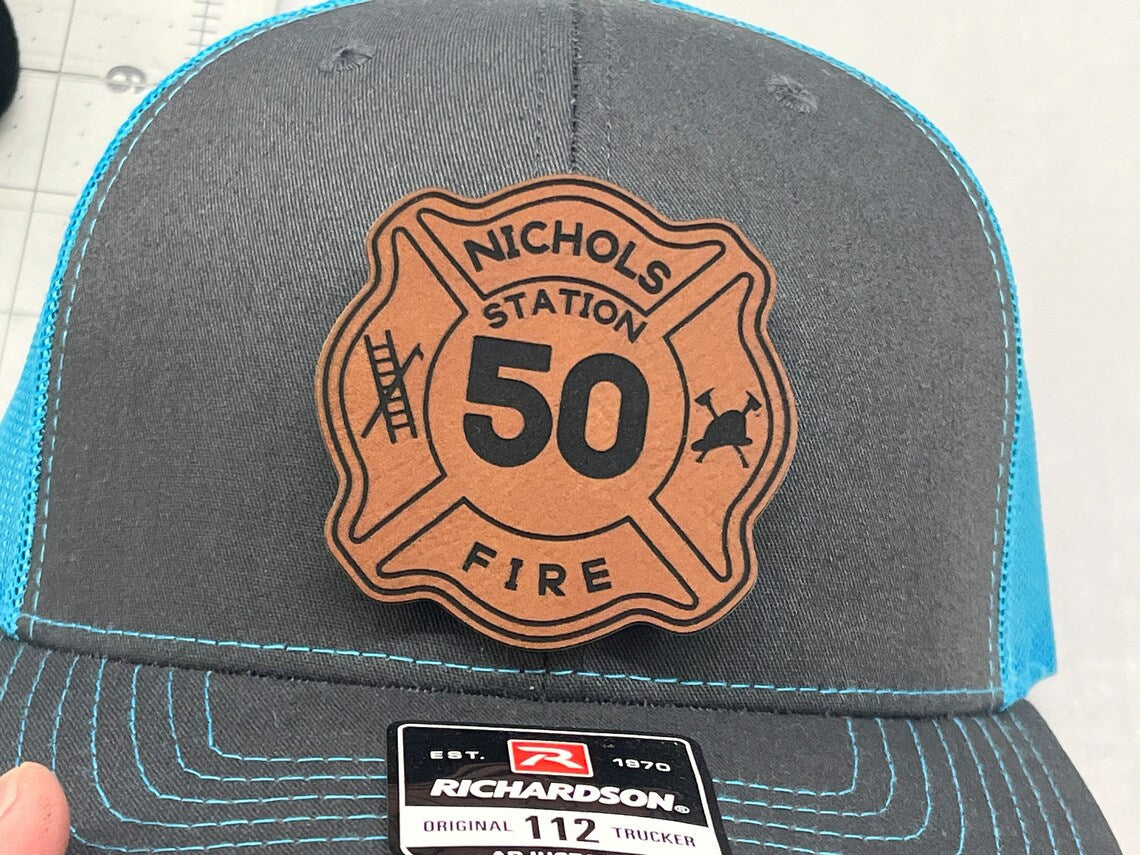 NICHOLS
STATION
50
FIRE
EST. R 1970
RICHARDSON®
ORIGINAL 112 TRUCKER